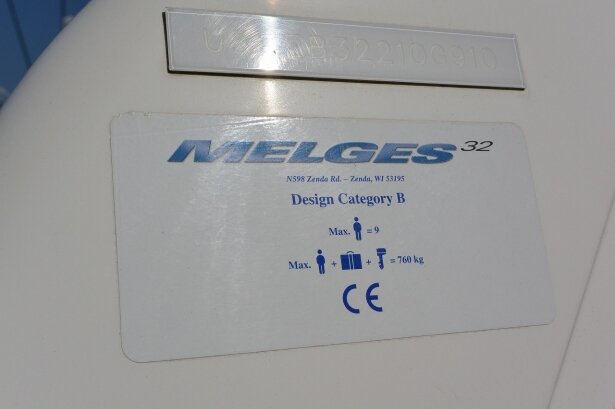 MELGES 32
N598 Zenda Rd. – Zenda, WI 53195
Design Category B
Max. = 9
Max. + + = 760 kg
CE